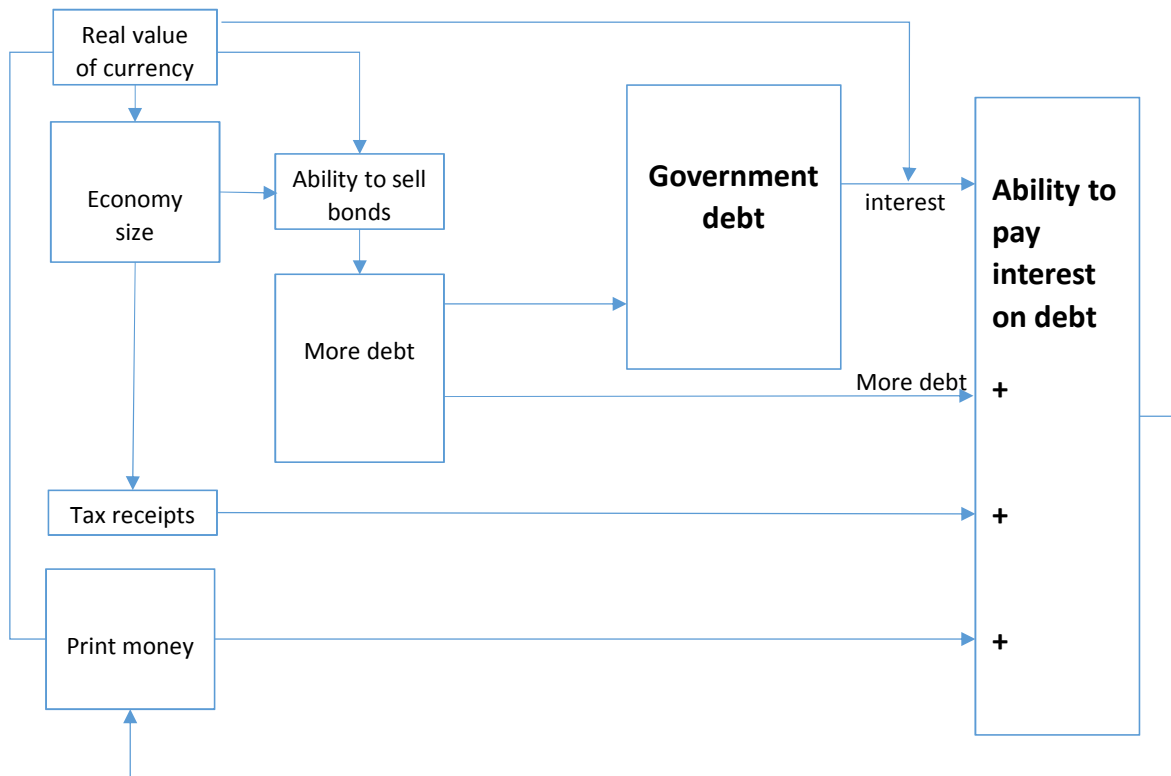 Real value
of currency
Economy
size
Ability to sell
bonds
More debt
Government
debt
interest
Ability to
pay
interest
on debt
More debt
+
Tax receipts
+
Print money
+